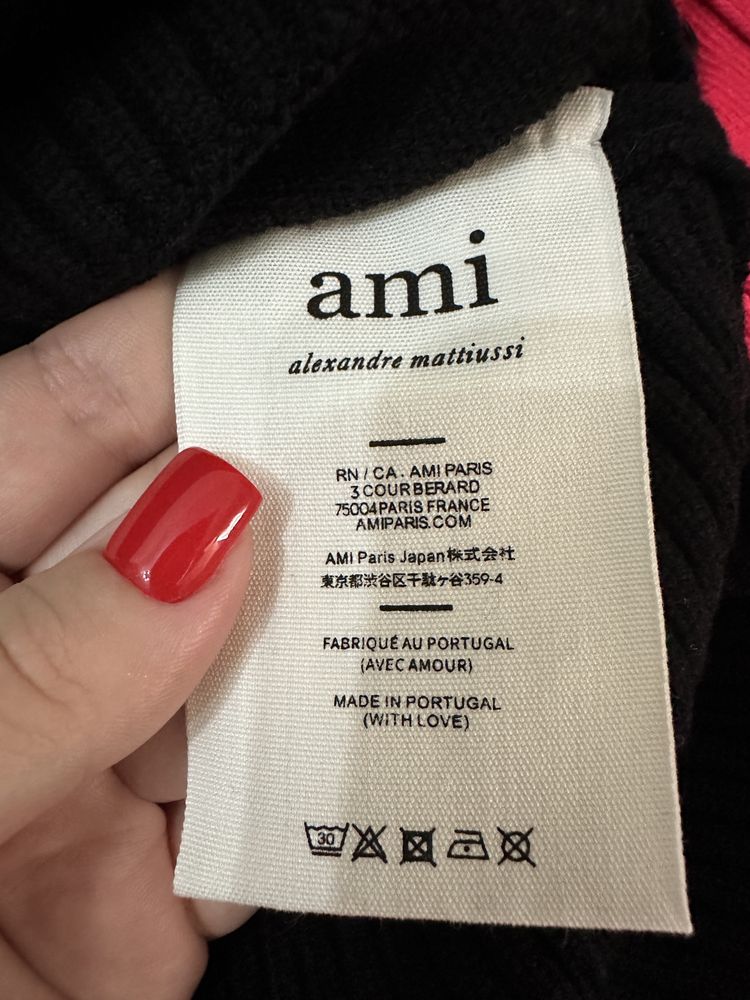 ami
alexandre mattiussi
RN / CA . AMI PARIS
3 COUR BERARD
75004 PARIS FRANCE
AMIPARIS.COM
AMI Paris Japan株式会社
東京都渋谷区千駄ヶ谷359-4
FABRIQUÉ AU PORTUGAL
(AVEC AMOUR)
MADE IN PORTUGAL
(WITH LOVE)
30